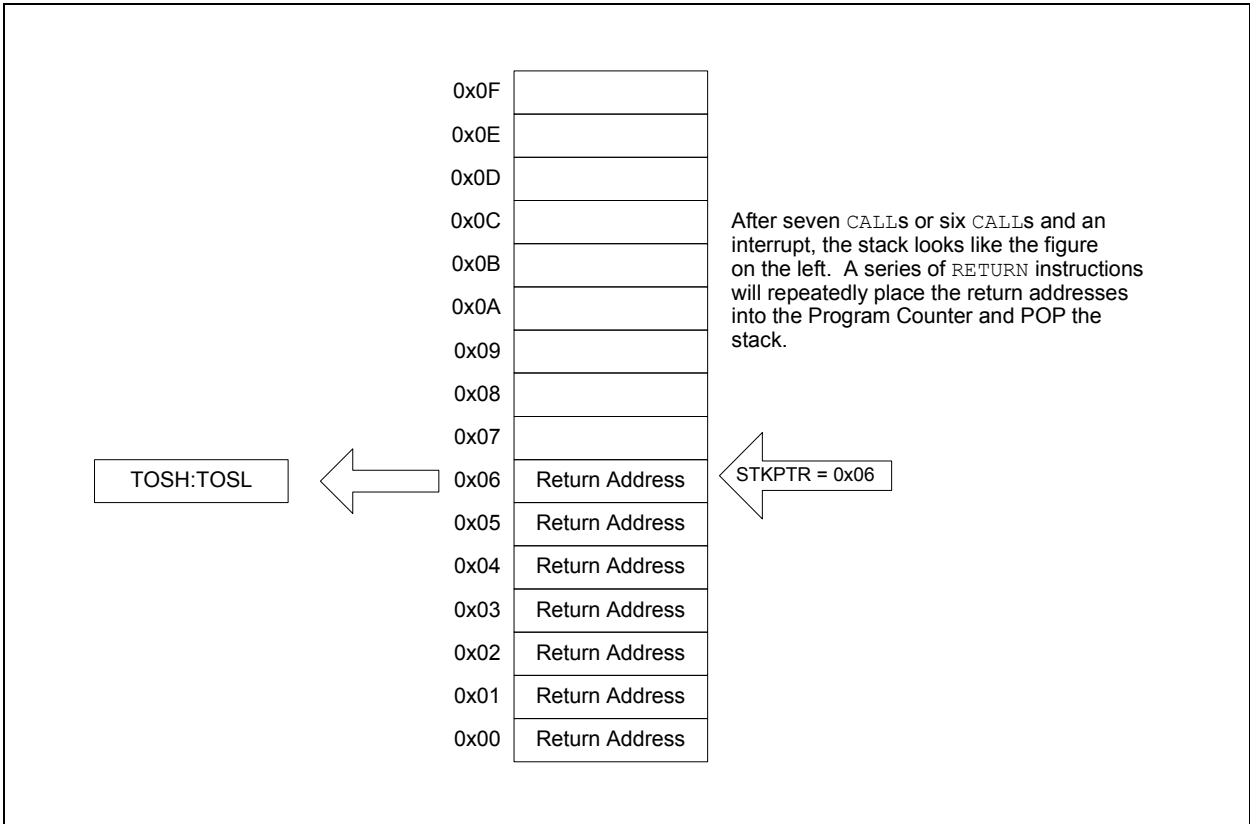 0x0F
0x0E
0x0D
0x0C
0x0B
0x0A
0x09
0x08
0x07
After seven CALLs or six CALLs and an
interrupt, the stack looks like the figure
on the left. A series of RETURN instructions
will repeatedly place the return addresses
into the Program Counter and POP the
stack.
TOSH:TOSL
0x06 Return Address
STKPTR = 0x06
0x05 Return Address
0x04 Return Address
0x03 Return Address
0x02 Return Address
0x01 Return Address
0x00 Return Address